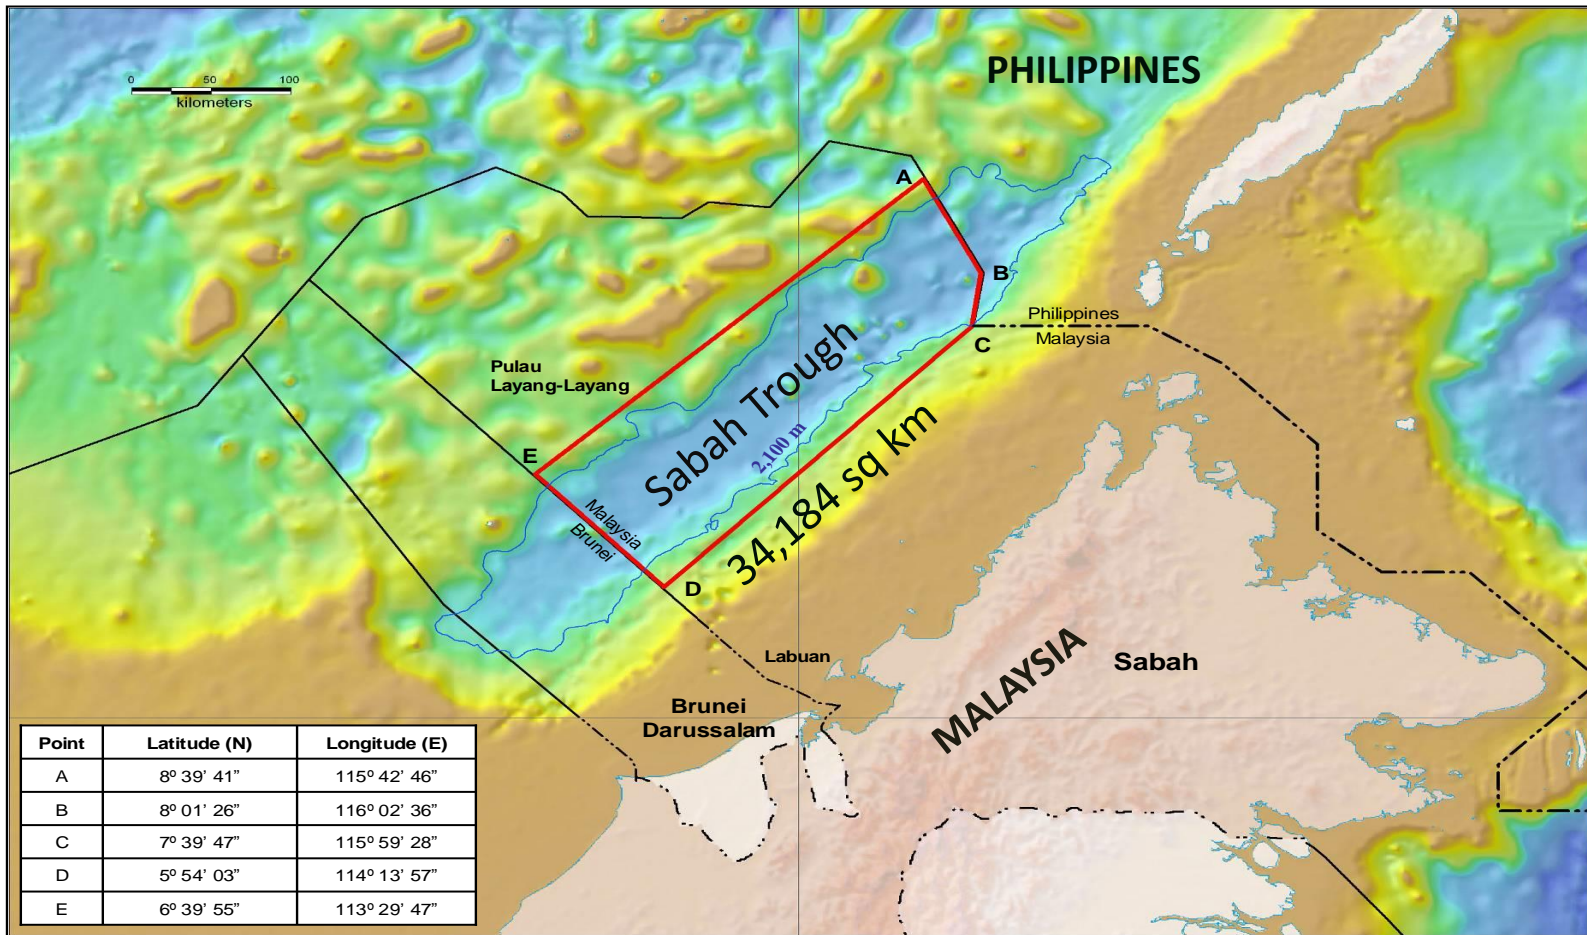 PHILIPPINES
0 50 100
kilometers
A
B
Philippines
Malaysia
C
Pulau
Layang-Layang
Sabah Trough
2,100 m
34,184 sq km
E
Malaysia
Brunei
D
Labuan
MALAYSIA
Sabah
Brunei
Darussalam
Point Latitude (N) Longitude (E)
A 8º 39’ 41” 115º 42’ 46”
B 8º 01’ 26” 116º 02’ 36”
C 7º 39’ 47” 115º 59’ 28”
D 5º 54’ 03” 114º 13’ 57”
E 6º 39’ 55” 113º 29’ 47”